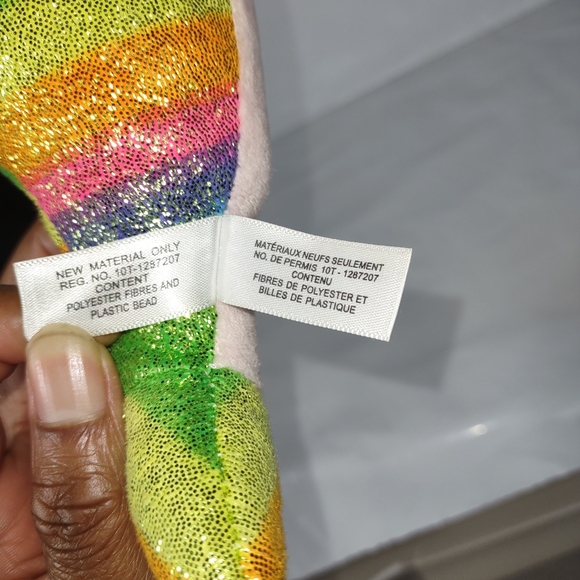 NEW MATERIAL ONLY
REG. NO. 10T-1287207
CONTENT
POLYESTER FIBRES AND
PLASTIC BEAD
MATÉRIAUX NEUFS SEULEMENT
NO. DE PERMIS 10T - 1287207
CONTENU
FIBRES DE POLYESTER ET
BILLES DE PLASTIQUE